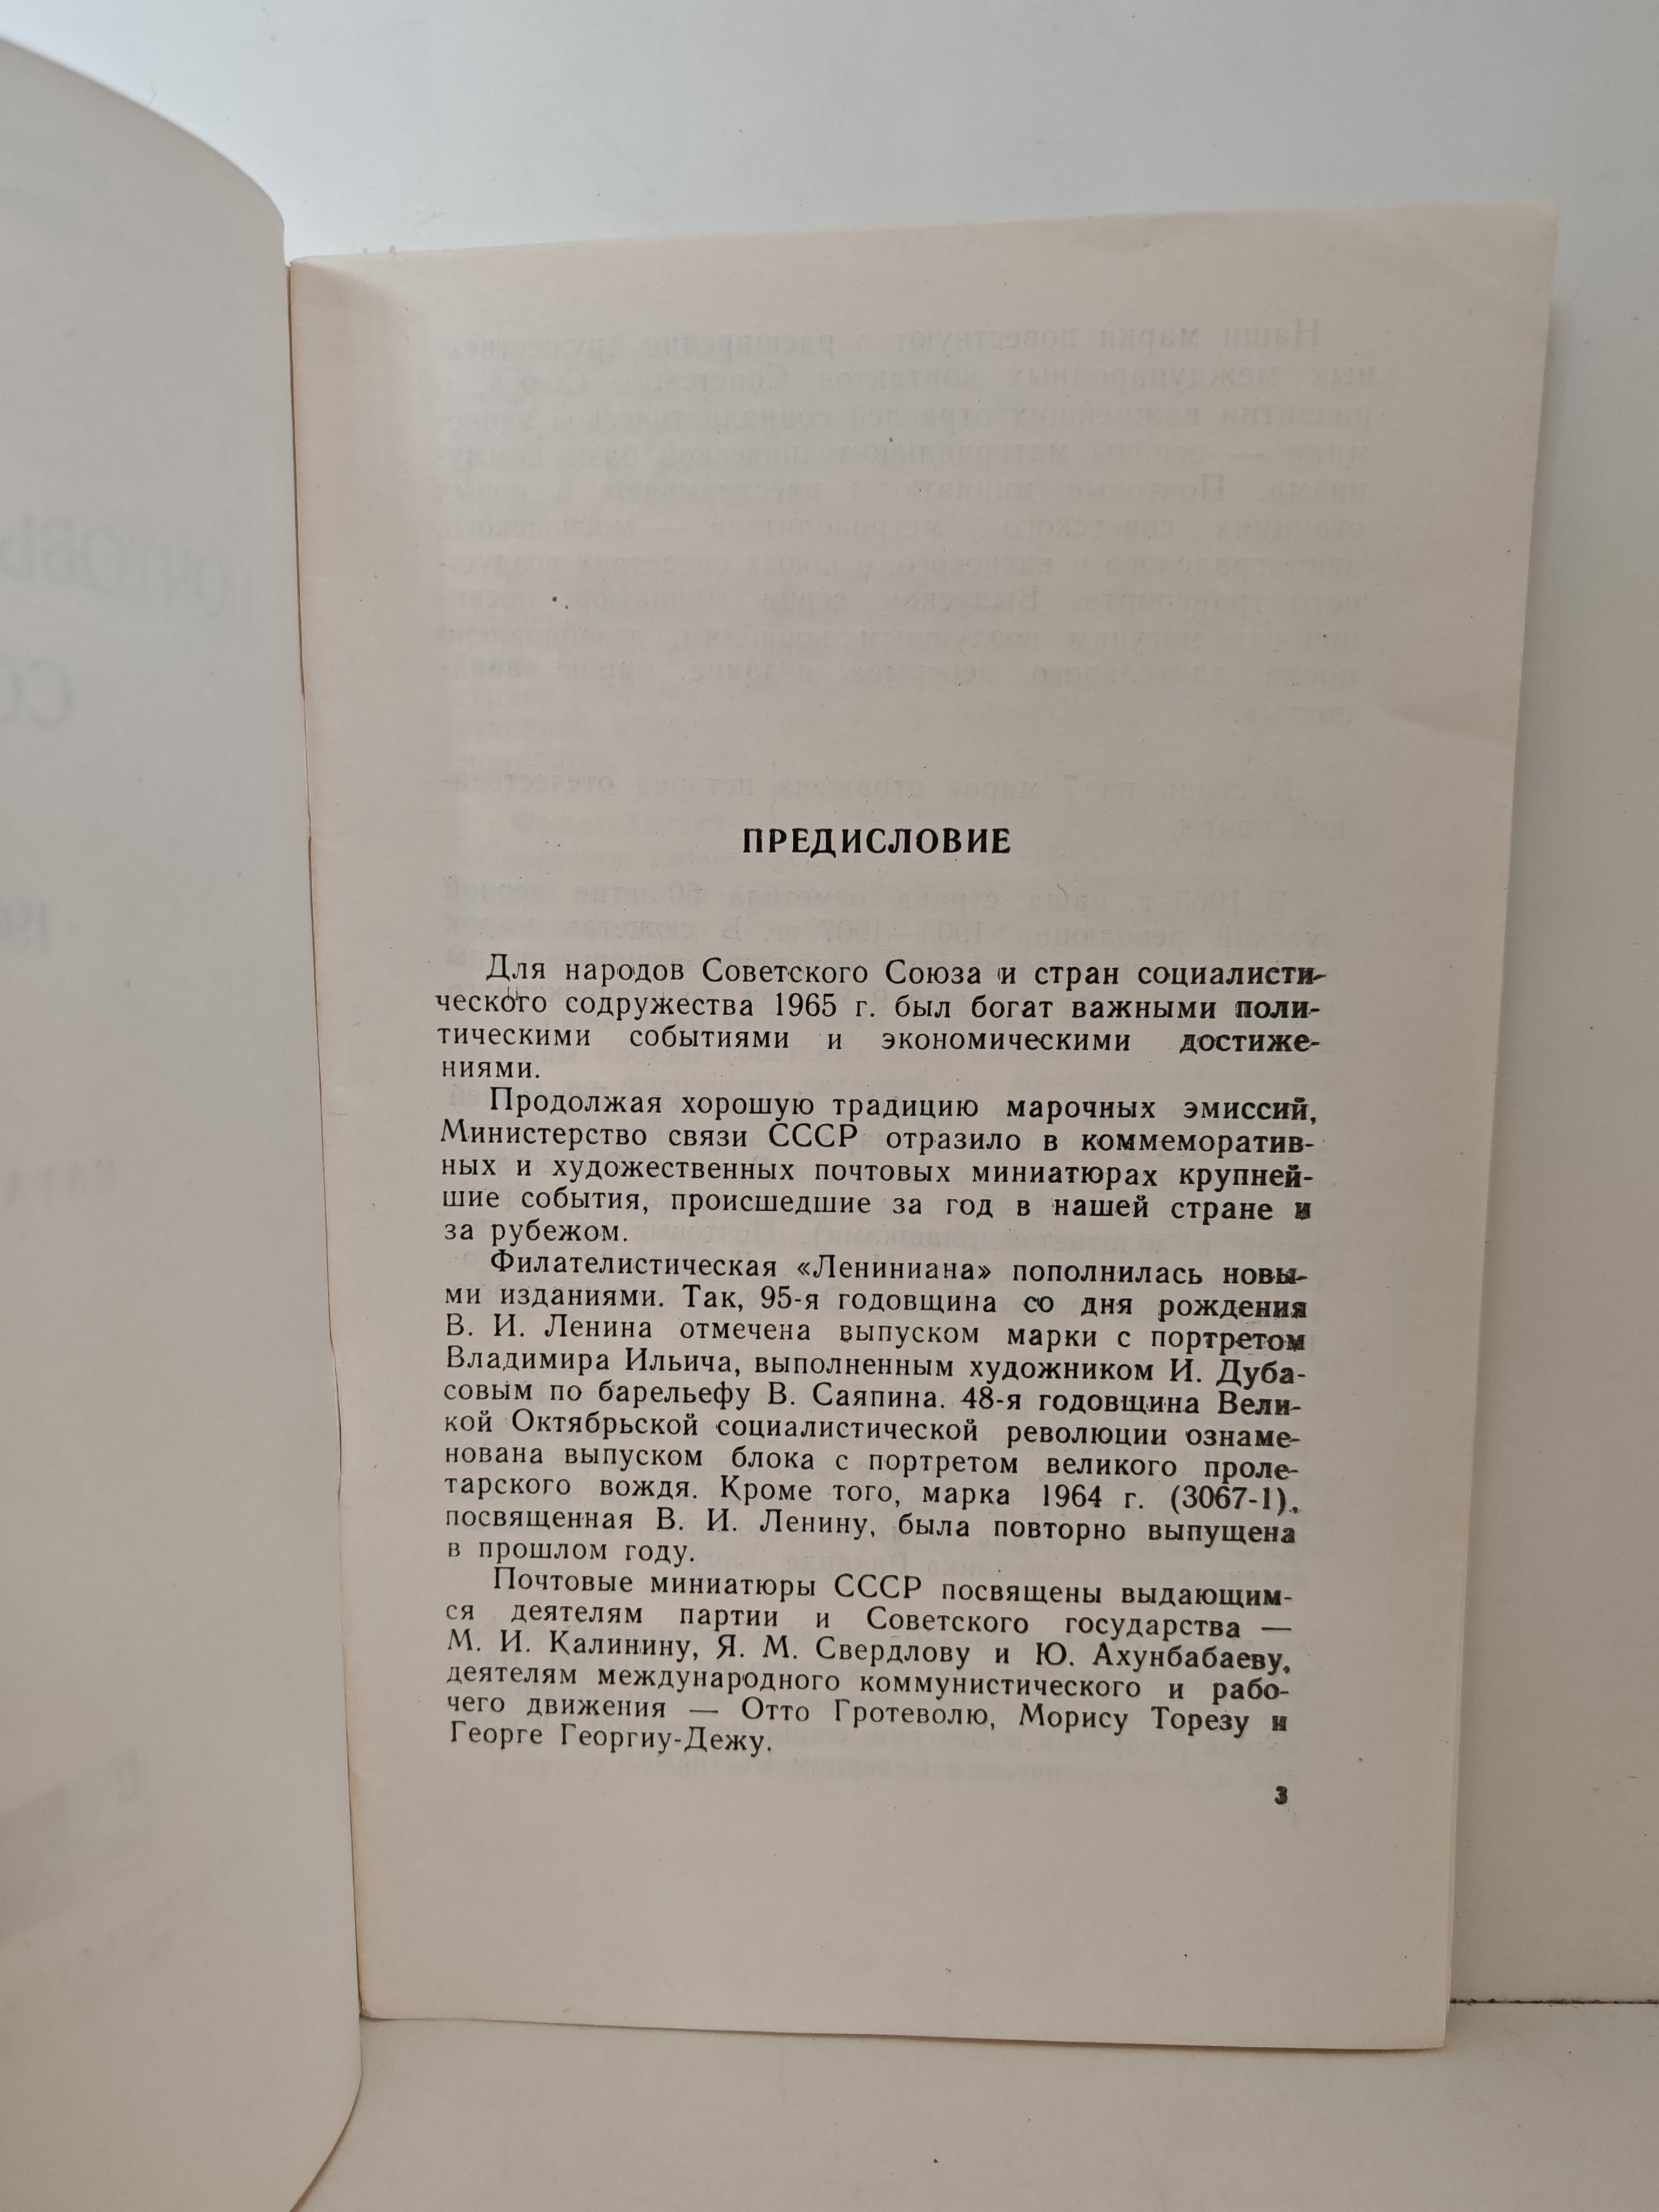 ПРЕДИСЛОВИЕ
Для народов Советского Союза и стран социалисти-
ческого содружества 1965 г. был богат важными поли-
тическими событиями и экономическими достиже-
ниями.
Продолжая хорошую традицию марочных эмиссий,
Министерство связи СССР отразило в коммеморатив-
ных и художественных почтовых миниатюрах крупней-
шие события, происшедшие за год в нашей стране и
за рубежом.
Филателистическая «Лениниана» пополнилась новы-
ми изданиями. Так, 95-я годовщина со дня рождения
В. И. Ленина отмечена выпуском марки с портретом
Владимира Ильича, выполненным художником И. Дуба-
совым по барельефу В. Саяпина. 48-я годовщина Вели-
кой Октябрьской социалистической революции ознаме-
нована выпуском блока с портретом великого проле-
тарского вождя. Кроме того, марка 1964 г. (3067-1),
посвященная В. И. Ленину, была повторно выпущена
в прошлом году.
Почтовые миниатюры СССР посвящены выдающим-
ся деятелям партии и Советского государства —
М. И. Калинину, Я. М. Свердлову и Ю. Ахунбабаеву,
деятелям международного коммунистического и рабо-
чего движения — Отто Гротеволю, Морису Торезу и
Георге Георгиу-Дежу.
3